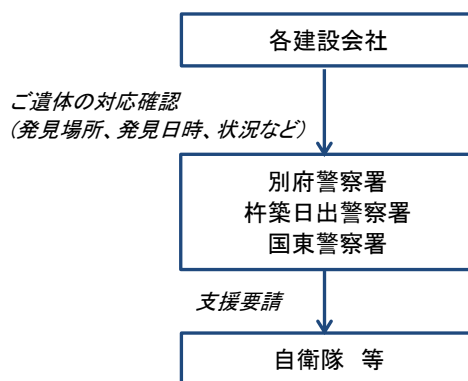 各建設会社
ご遺体の対応確認
(発見場所、発見日時、状況など)
別府警察署
杵築日出警察署
国東警察署
支援要請
自衛隊　等